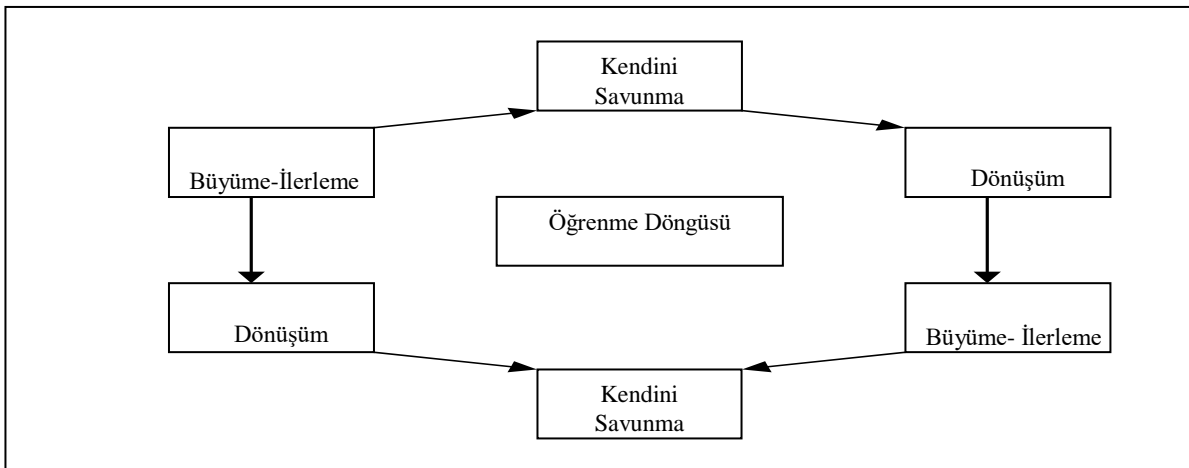 Kendini
Savunma
Büyüme-İlerleme
Dönüşüm
Öğrenme Döngüsü
Dönüşüm
Büyüme- İlerleme
Kendini
Savunma